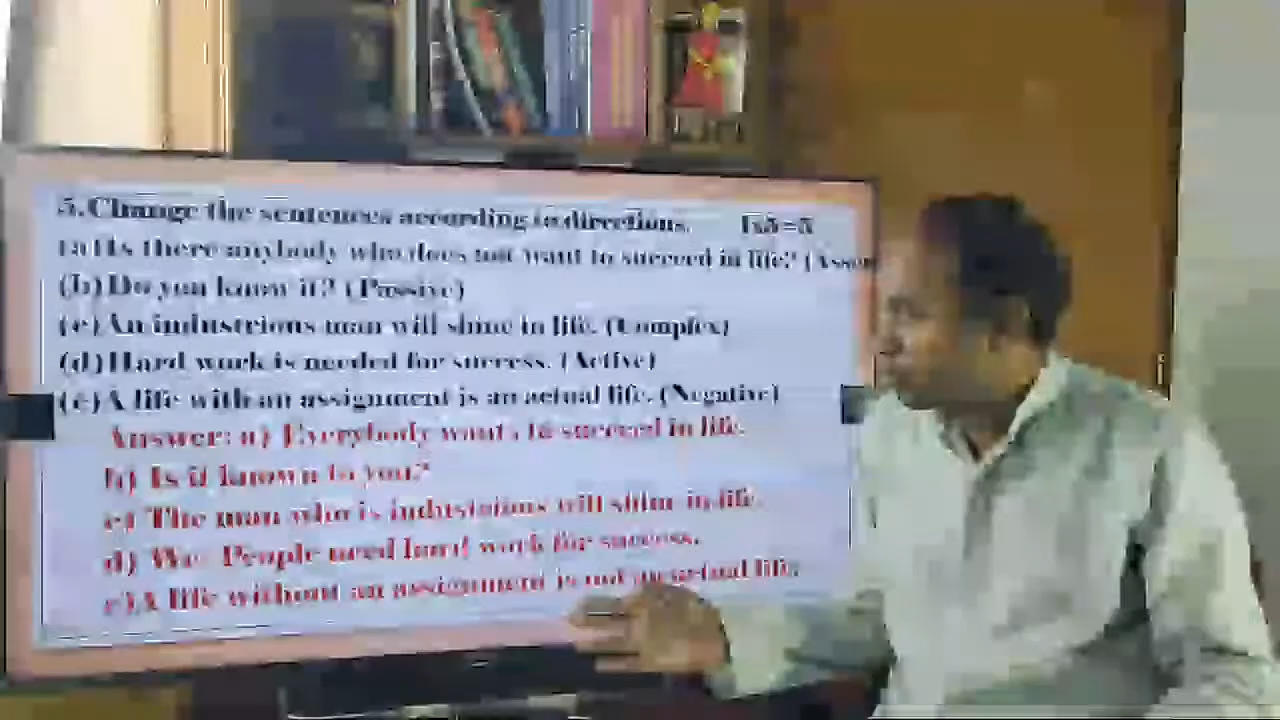 5. Change the sentences according to directions. 1x5=5
(a) Is there anybody who does not want to succeed in life? (Asser
(b) Do you know it? (Passive)
(c) An industrious man will shine in life. (Complex)
(d) Hard work is needed for success. (Active)
(e) A life with an assignment is an actual life. (Negative)
Answer: a) Everybody wants to succeed in life.
b) Is it known to you?
c) The man who is industrious will shine in life.
d) We/ People need hard work for success.
e) A life without an assignment is not an actual life.